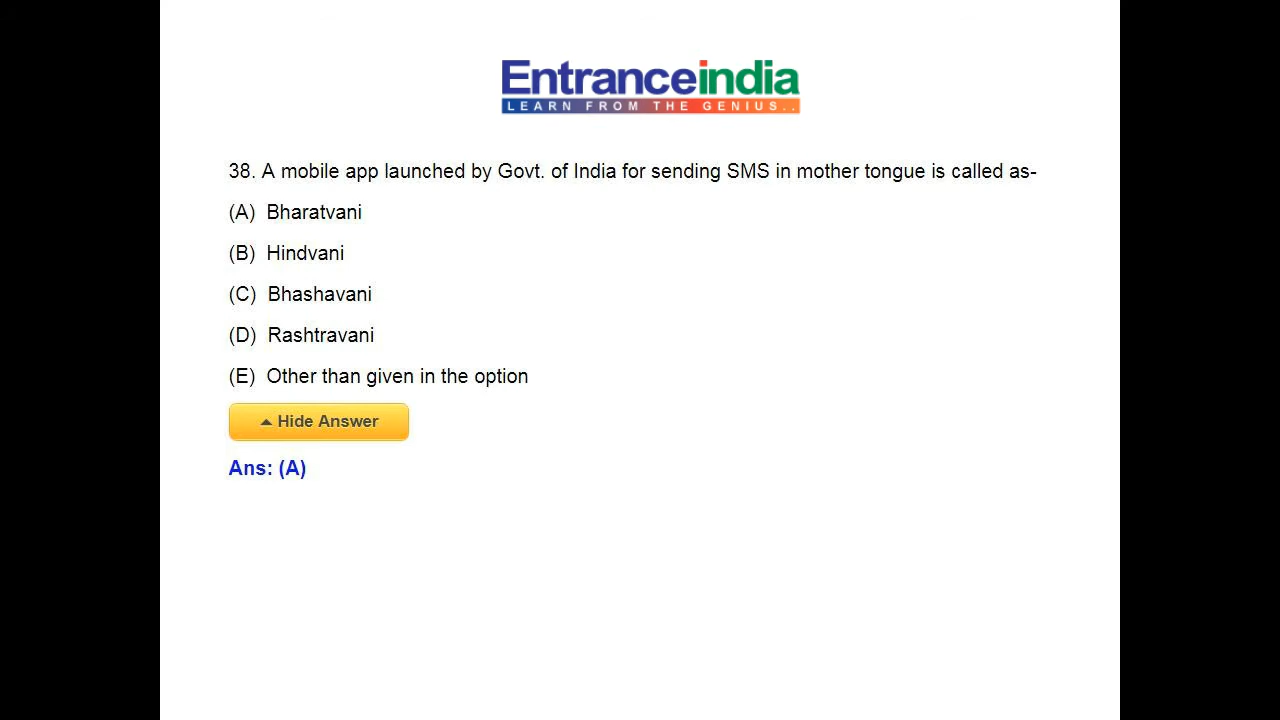 Entranceindia
LEARN FROM THE GENIUS..
38. A mobile app launched by Govt. of India for sending SMS in mother tongue is called as-
(A) Bharatvani
(B) Hindvani
(C) Bhashavani
(D) Rashtravani
(E) Other than given in the option
Hide Answer
Ans: (A)